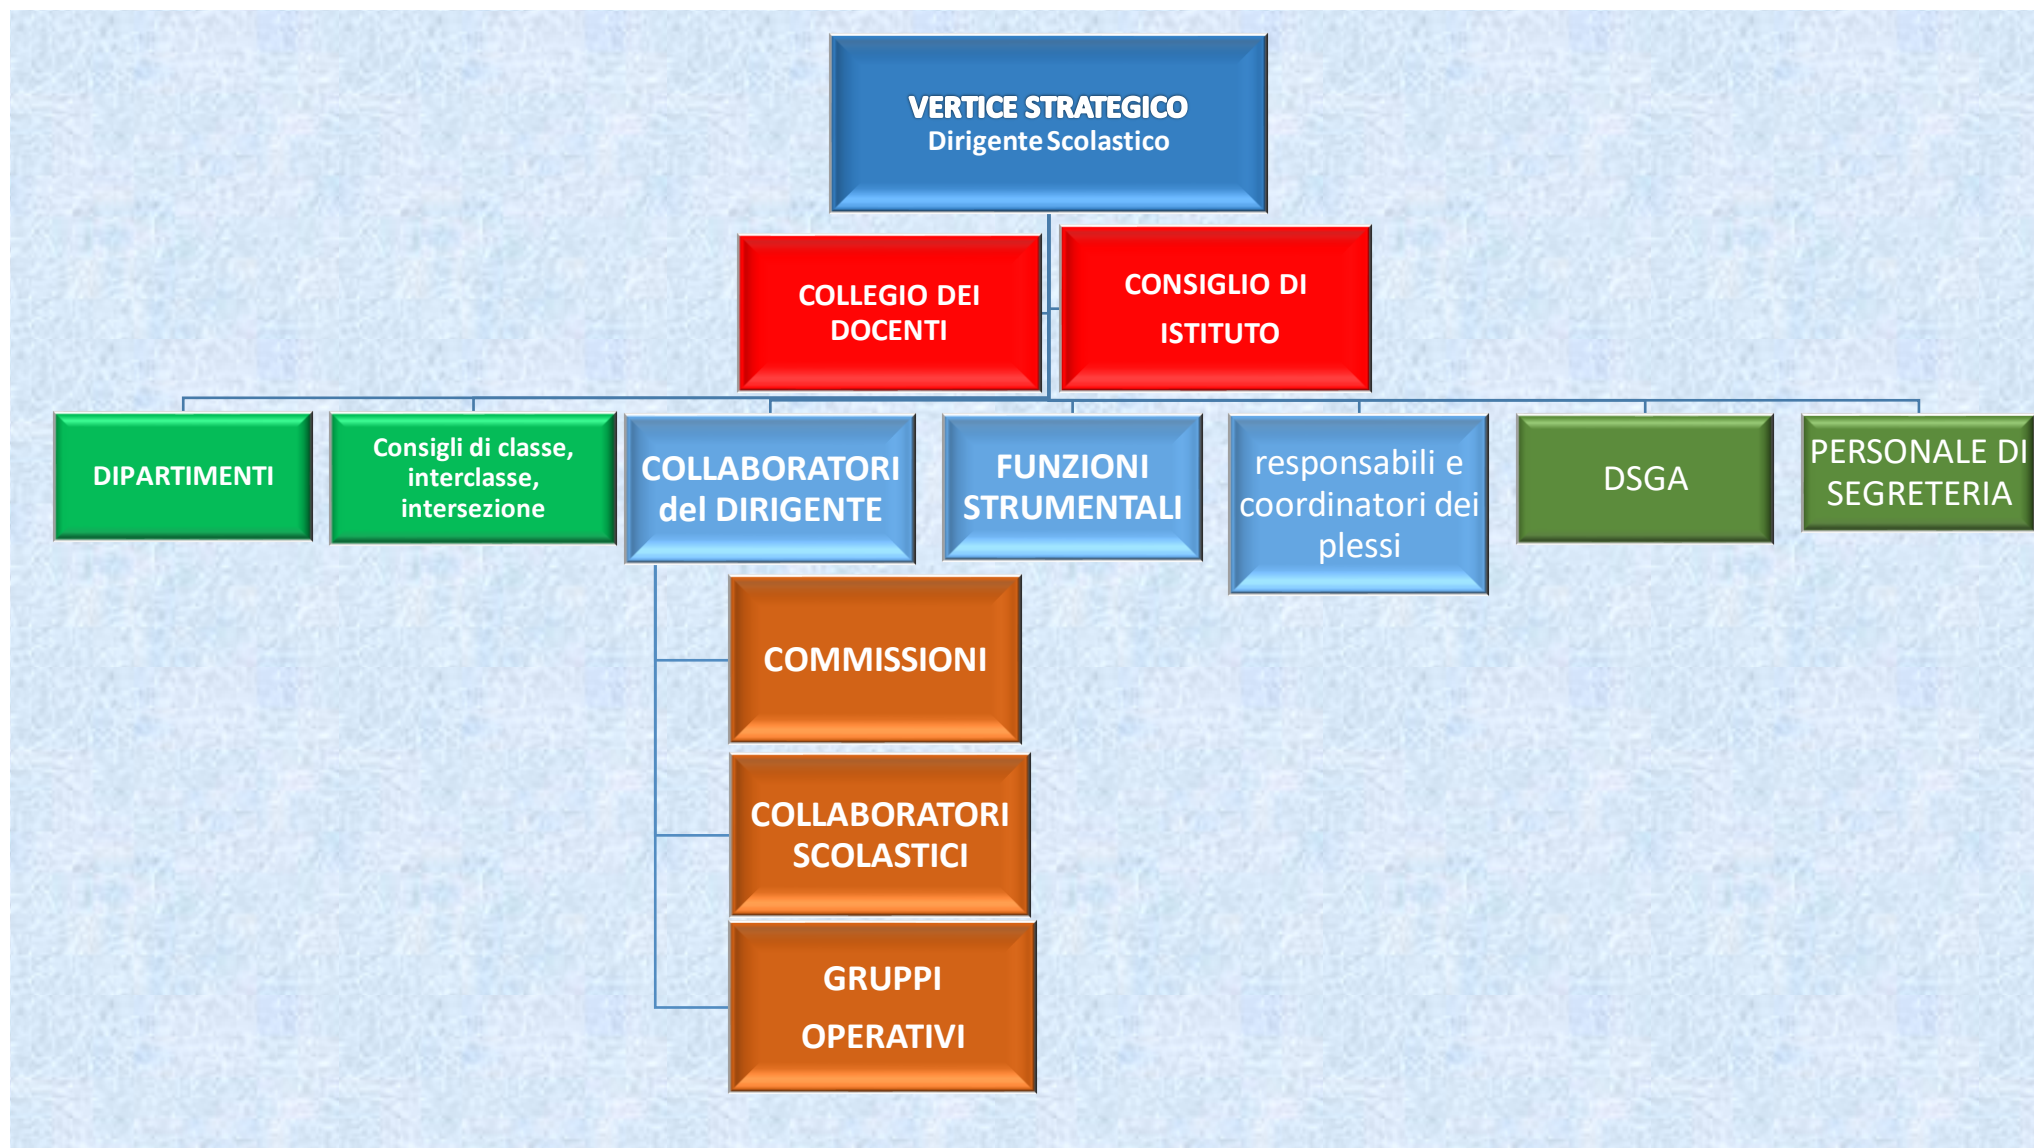 VERTICE STRATEGICO
Dirigente Scolastico
COLLEGIO DEI
DOCENTI
CONSIGLIO DI
ISTITUTO
DIPARTIMENTI
Consigli di classe,
interclasse,
intersezione
COLLABORATORI
del DIRIGENTE
FUNZIONI
STRUMENTALI
responsabili e
coordinatori dei
plessi
DSGA
PERSONALE DI
SEGRETERIA
COMMISSIONI
COLLABORATORI
SCOLASTICI
GRUPPI
OPERATIVI